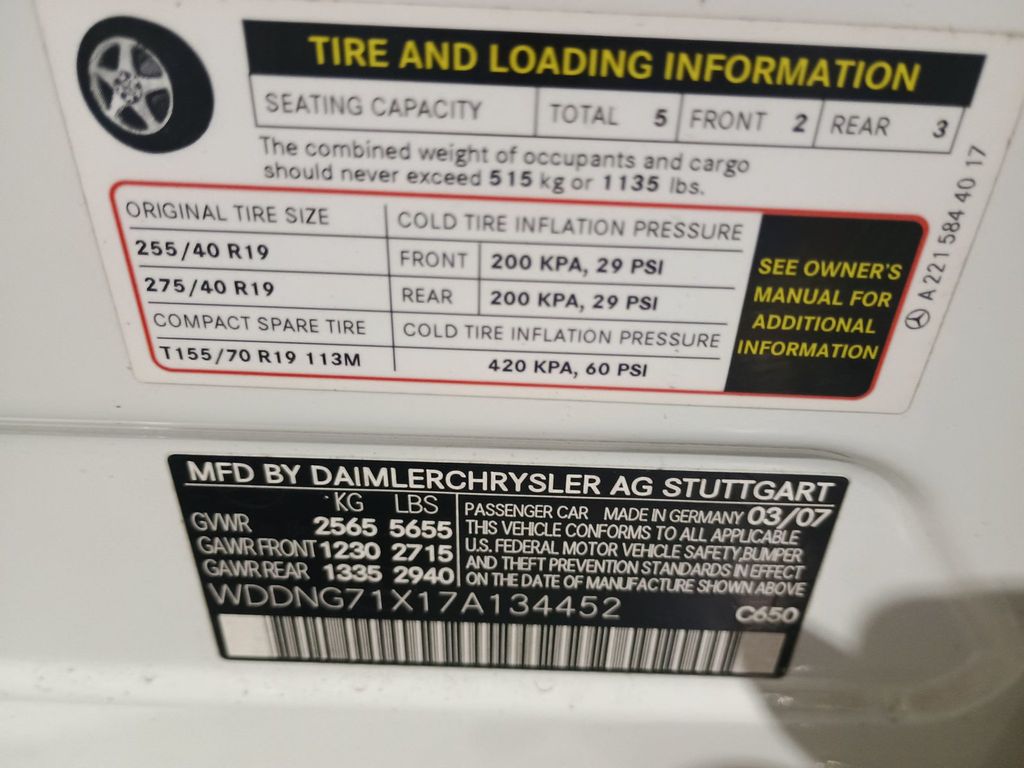 TIRE AND LOADING INFORMATION
SEATING CAPACITY TOTAL 5 FRONT 2 REAR 3
The combined weight of occupants and cargo
should never exceed 515 kg or 1135 lbs.
ORIGINAL TIRE SIZE COLD TIRE INFLATION PRESSURE
255/40 R19 FRONT 200 KPA, 29 PSI
275/40 R19 REAR 200 KPA, 29 PSI
COMPACT SPARE TIRE COLD TIRE INFLATION PRESSURE
T155/70 R19 113M 420 KPA, 60 PSI
SEE OWNER'S
MANUAL FOR
ADDITIONAL
INFORMATION
A 221 584 40 17
MFD BY DAIMLERCHRYSLER AG STUTTGART
KG LBS
GVWR 2565 5655
GAWR FRONT 1230 2715
GAWR REAR 1335 2940
PASSENGER CAR MADE IN GERMANY 03/07
THIS VEHICLE CONFORMS TO ALL APPLICABLE
U.S. FEDERAL MOTOR VEHICLE SAFETY,BUMPER
AND THEFT PREVENTION STANDARDS IN EFFECT
ON THE DATE OF MANUFACTURE SHOWN ABOVE
WDDNG71X17A134452 C650